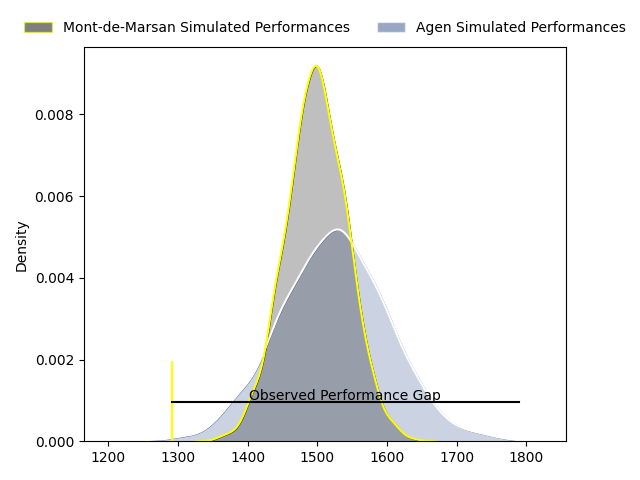 Mont-de-Marsan Simulated Performances Agen Simulated Performances
0.008
0.006
Density
0.004
0.002
Observed Performance Gap
0.000
1200 1300 1400 1500 1600 1700 1800